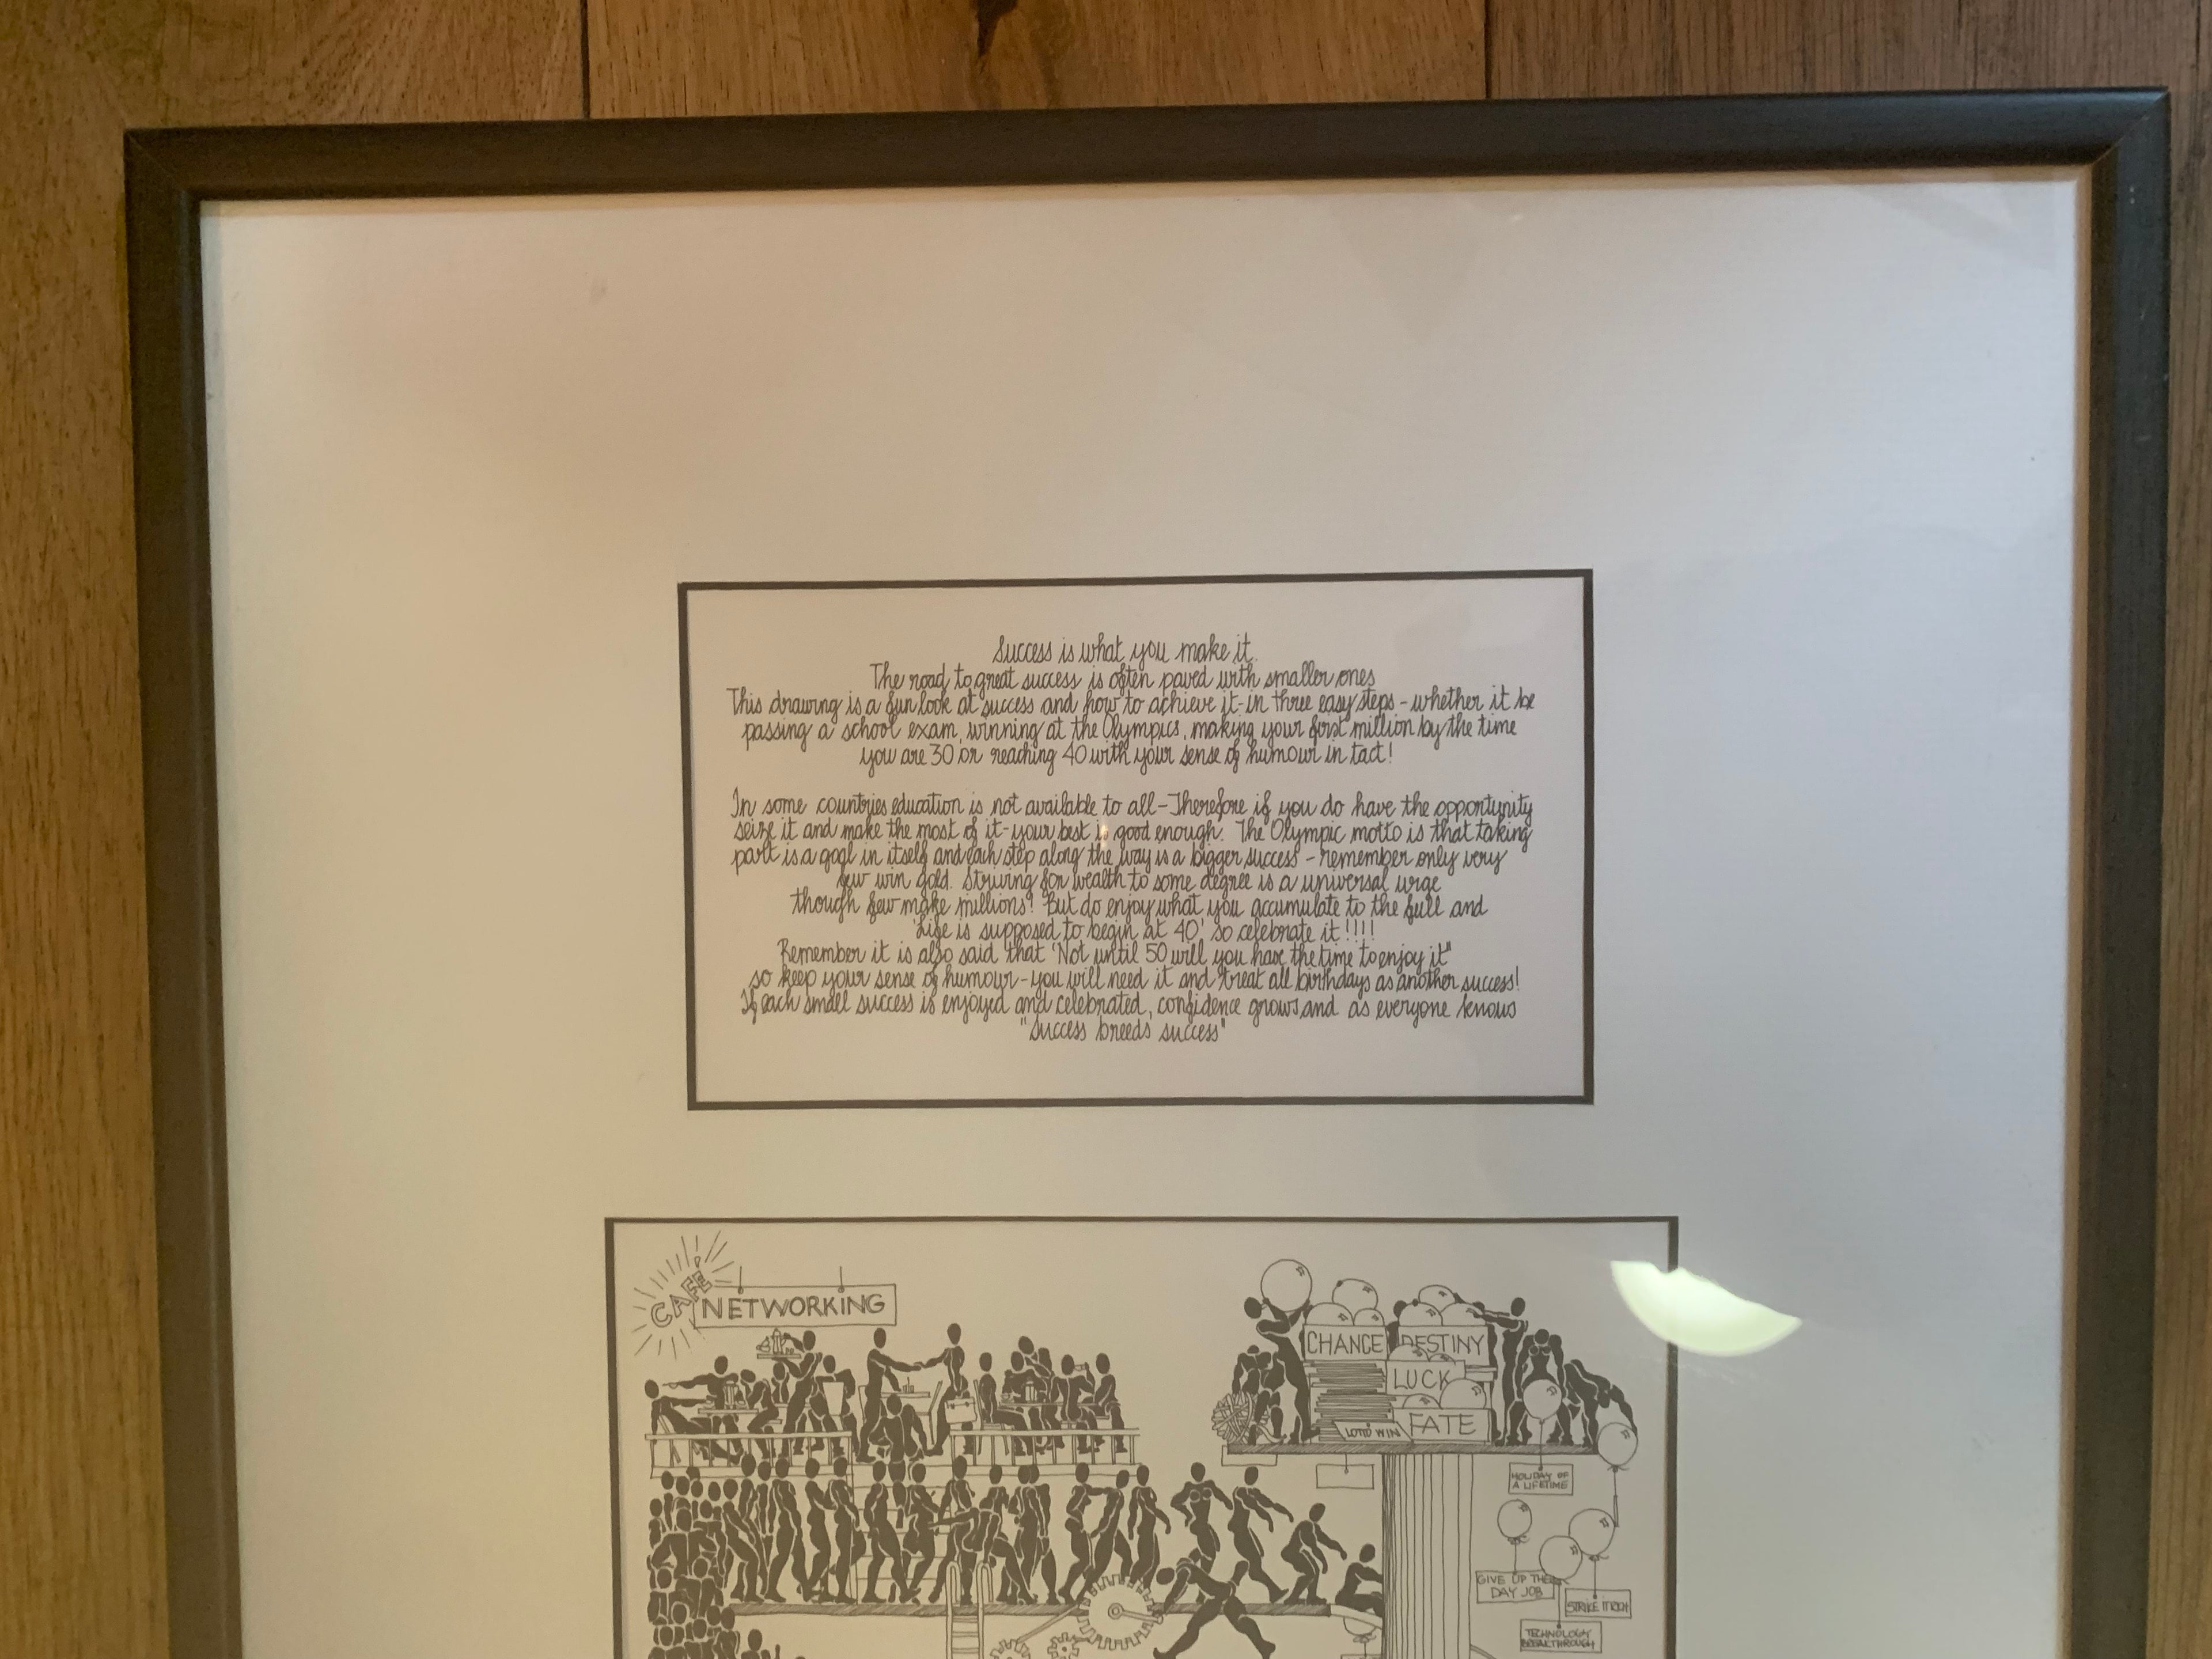 Success is what you make it.
The road to great success is often paved with smaller ones
This drawing is a fun look at success and how to achieve it-in three easy steps - whether it be
passing a school exam, winning at the Olympics, making your first million by the time
you are 30 or reaching 40 with your sense of humour in tact!
In some countries education is not available to all - Therefore if you do have the opportunity
seize it and make the most of it - your best is good enough. The Olympic motto is that taking
part is a goal in itself and each step along the way is a bigger success - remember only very
few win gold. Striving for wealth to some degree is a universal urge
though few make millions! But do enjoy what you accumulate to the full and
'Life is supposed to begin at 40' so celebrate it !!!!
Remember it is also said that 'Not until 50 will you have the time to enjoy it"
so keep your sense of humour - you will need it and treat all birthdays as another success!
If each small success is enjoyed and celebrated, confidence grows and as everyone knows
"Success breeds success"
CAFE
NETWORKING
CHANCE
DESTINY
LUCK
FATE
LOTTO WIN
HOLIDAY OF
A LIFETIME
GIVE UP THE
DAY JOB
STRIKE IT RICH
TECHNOLOGY
BREAKTHROUGH